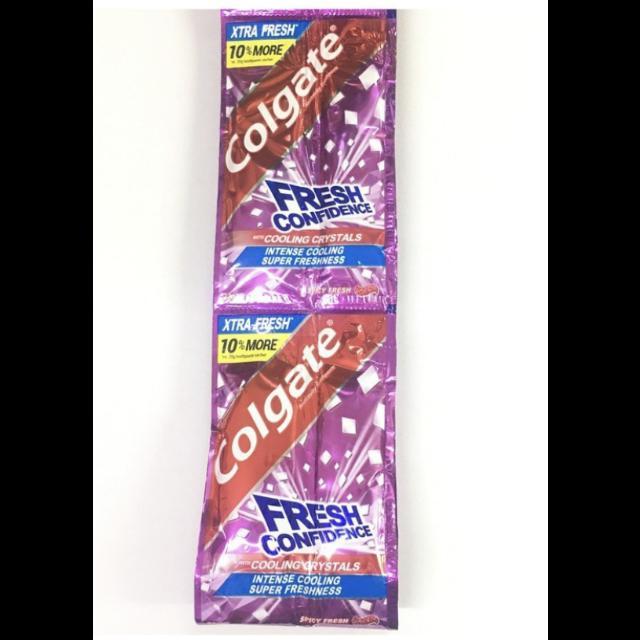 XTRA FRESH
10% MORE
Colgate®
FRESH
CONFIDENCE
WITH COOLING CRYSTALS
INTENSE COOLING
SUPER FRESHNESS
SPICY FRESH
XTRA FRESH
10% MORE
Colgate®
FRESH
CONFIDENCE
WITH COOLING CRYSTALS
INTENSE COOLING
SUPER FRESHNESS
SPICY FRESH